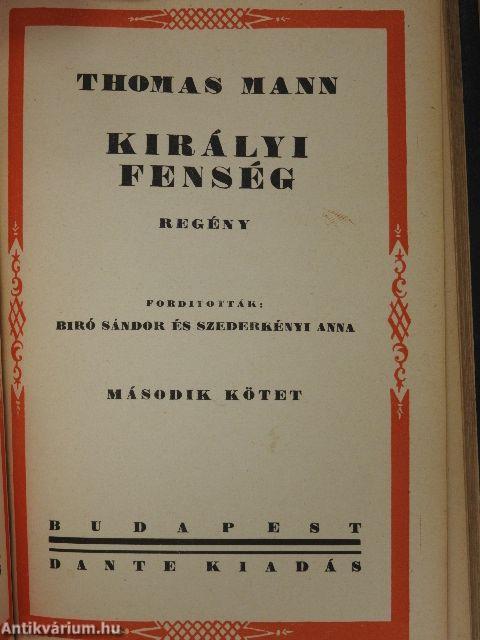 THOMAS MANN
KIRÁLYI
FENSÉG
REGÉNY
FORDITOTTÁK:
BIRÓ SÁNDOR ÉS SZEDERKÉNYI ANNA
MÁSODIK KÖTET
BUDAPEST
DANTE KIADÁS
Antikvárium.hu